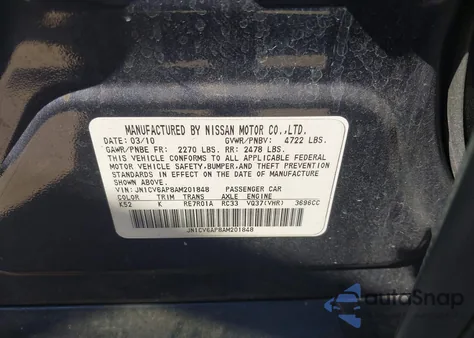 MANUFACTURED BY NISSAN MOTOR CO.,LTD.
DATE: 03/10 GVWR/PNBV: 4722 LBS.
GAWR/PNBE FR: 2270 LBS. RR: 2478 LBS.
THIS VEHICLE CONFORMS TO ALL APPLICABLE FEDERAL
MOTOR VEHICLE SAFETY,BUMPER,AND THEFT PREVENTION
STANDARDS IN EFFECT ON THE DATE OF MANUFACTURE
SHOWN ABOVE.
VIN: JN1CV6AP8AM201848 PASSENGER CAR
COLOR TRIM TRANS AXLE ENGINE
K52 K RE7R01A RC33 VQ37(VHR) 3696CC
JN1CV6AP8AM201848
autoSnap